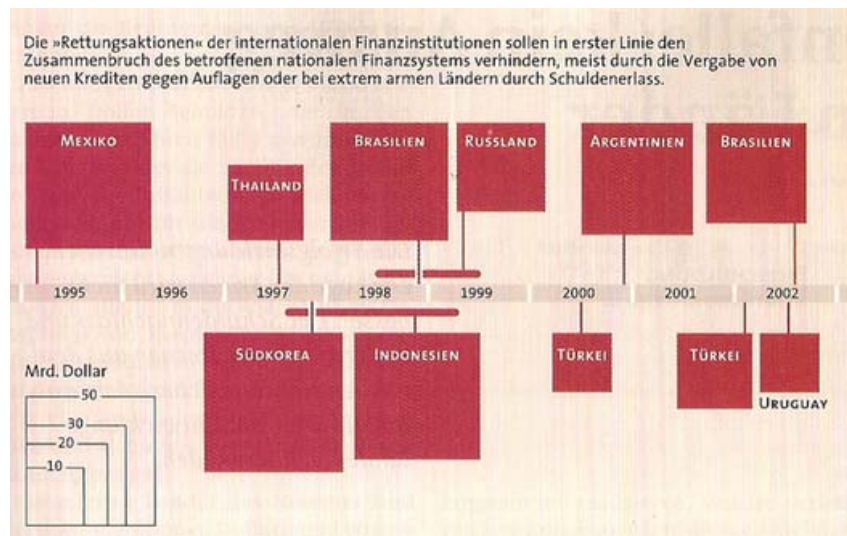 Die »Rettungsaktionen« der internationalen Finanzinstitutionen sollen in erster Linie den
Zusammenbruch des betroffenen nationalen Finanzsystems verhindern, meist durch die Vergabe von
neuen Krediten gegen Auflagen oder bei extrem armen Ländern durch Schuldenerlass.
MEXIKO
THAILAND
BRASILIEN
RUSSLAND
ARGENTINIEN
BRASILIEN
1995 1996 1997 1998 1999 2000 2001 2002
SÜDKOREA
INDONESIEN
TÜRKEI
TÜRKEI
URUGUAY
Mrd. Dollar
50
30
20
10